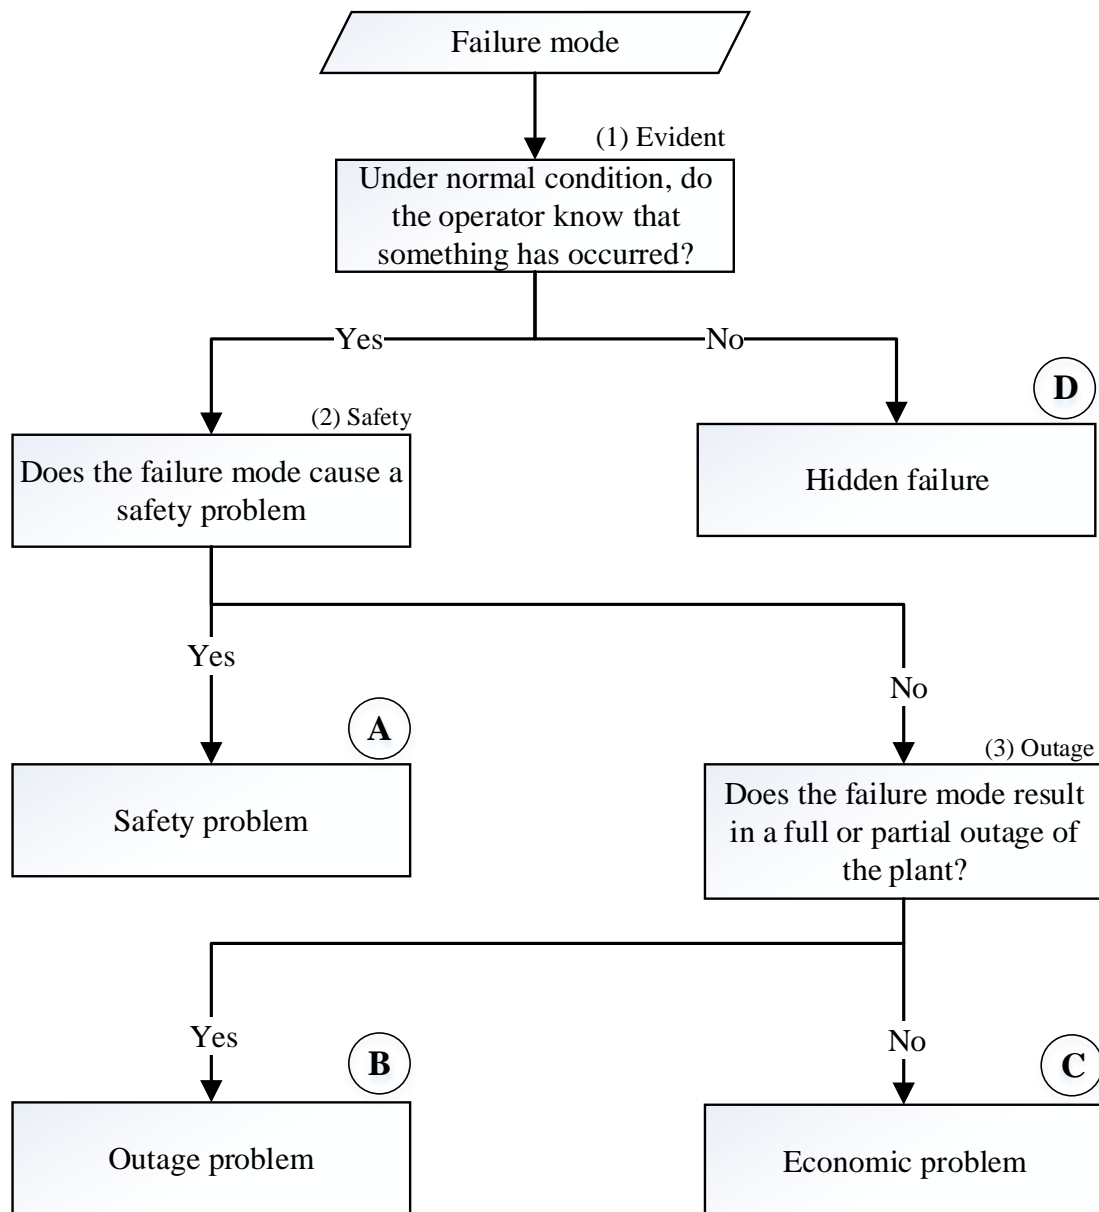 Failure mode
(1) Evident
Under normal condition, do
the operator know that
something has occurred?
Yes
No
D
(2) Safety
Does the failure mode cause a
safety problem
Hidden failure
Yes
No
A
(3) Outage
Safety problem
Does the failure mode result
in a full or partial outage of
the plant?
Yes
No
B
C
Outage problem
Economic problem